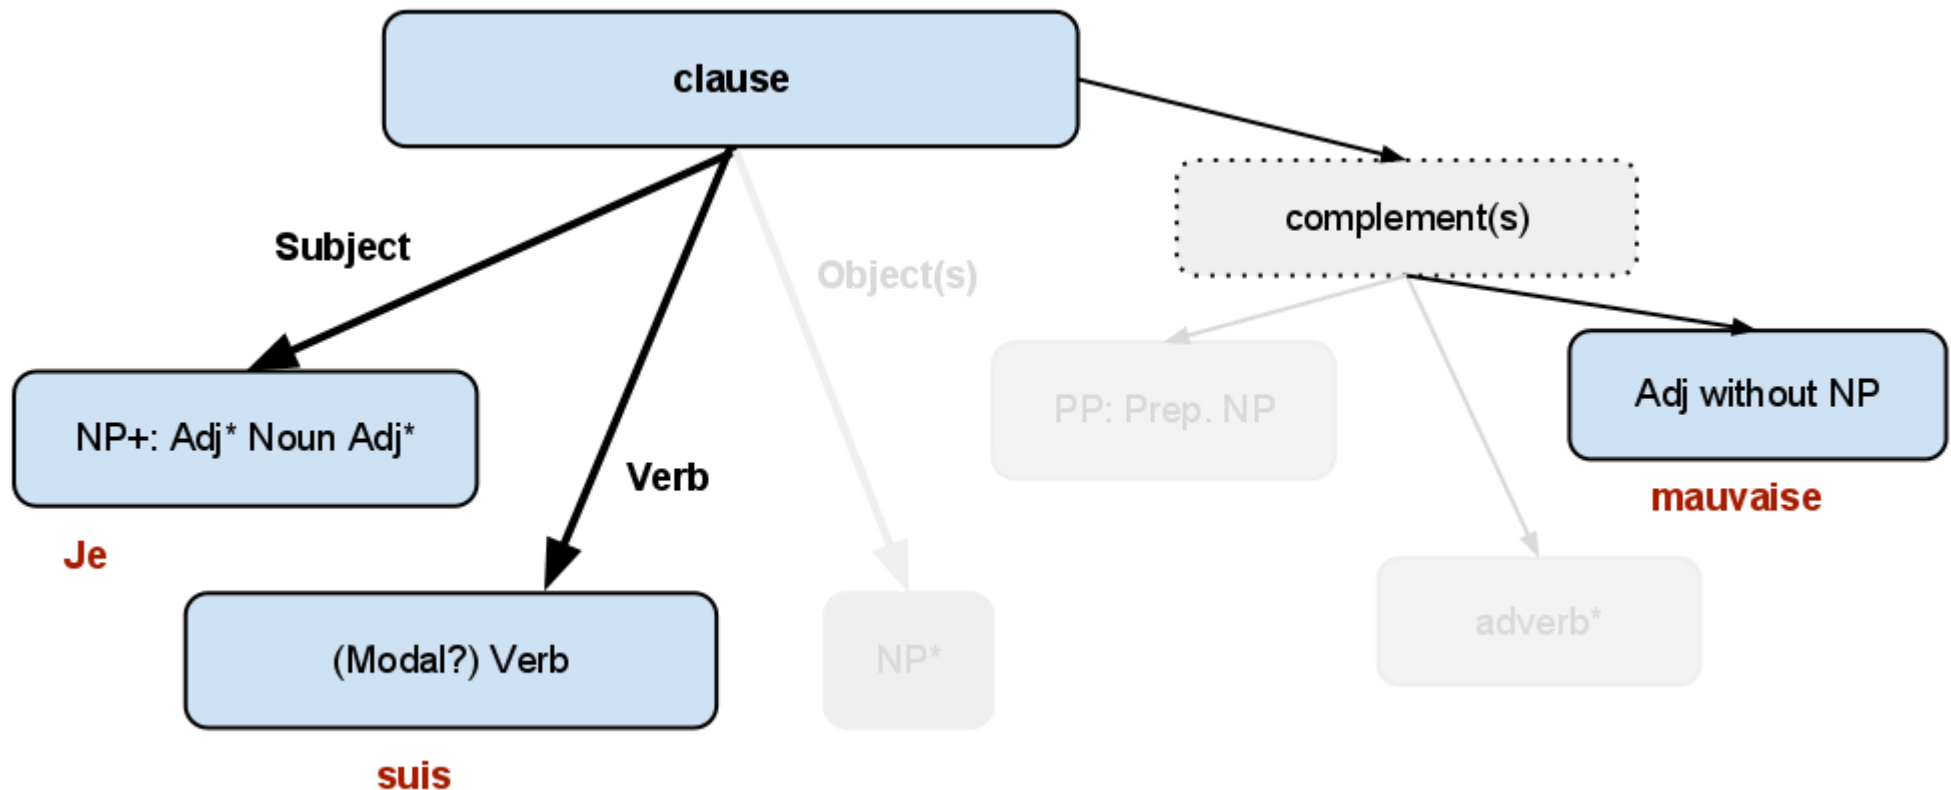 clause
complement(s)
Subject
Object(s)
NP+: Adj* Noun Adj*
Verb
PP: Prep. NP
Adj without NP
mauvaise
Je
(Modal?) Verb
NP*
adverb*
suis